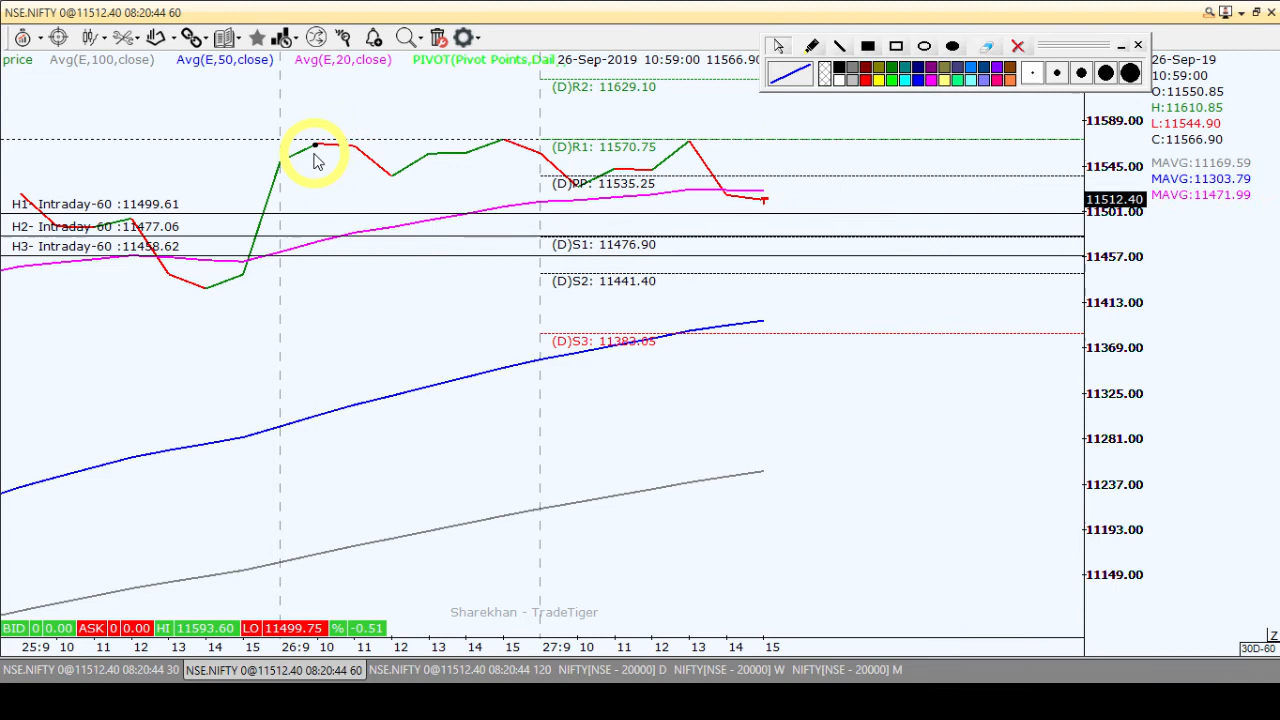 NSE.NIFTY 0@11512.40 08:20:44 60
price Avg(E,100,close) Avg(E,50,close) Avg(E,20,close) PIVOT(Pivot Points,Daily, 26-Sep-2019 10:59:00 11566.90
26-Sep-19
10:59:00
O:11550.85
H:11610.85
L:11544.90
C:11566.90
MAVG:11169.59
MAVG:11303.79
MAVG:11471.99
(D)R2: 11629.10
(D)R1: 11570.75
(D)PP: 11535.25
(D)S1: 11476.90
(D)S2: 11441.40
(D)S3: 11383.05
H1- Intraday-60 :11499.61
H2- Intraday-60 :11477.06
H3- Intraday-60 :11458.62
11589.00
11545.00
11512.40
11501.00
11457.00
11413.00
11369.00
11325.00
11281.00
11237.00
11193.00
11149.00
Sharekhan - TradeTiger
BID 0 0.00 ASK 0 0.00 HI 11593.60 LO 11499.75 % -0.51
25:9 10 11 12 13 14 15 26:9 10 11 12 13 14 15 27:9 10 11 12 13 14 15
Z
30D-60
NSE.NIFTY 0@11512.40 08:20:44 30 NSE.NIFTY 0@11512.40 08:20:44 60 NSE.NIFTY 0@11512.40 08:20:44 120 NIFTY[NSE - 20000] D NIFTY[NSE - 20000] W NIFTY[NSE - 20000] M